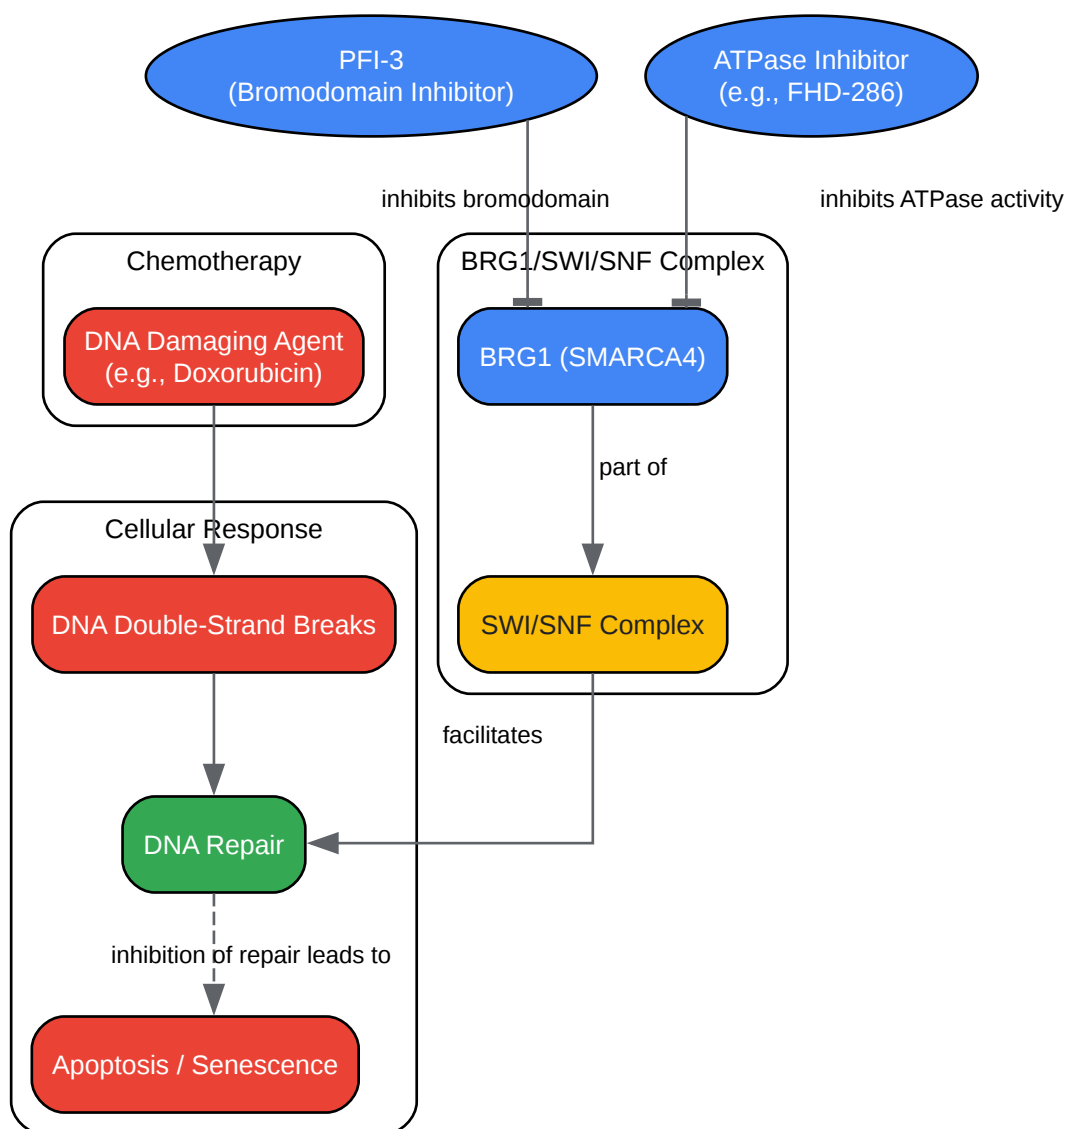 PFI-3
(Bromodomain Inhibitor)
ATPase Inhibitor
(e.g., FHD-286)
inhibits bromodomain
inhibits ATPase activity
Chemotherapy
BRG1/SWI/SNF Complex
DNA Damaging Agent
(e.g., Doxorubicin)
BRG1 (SMARCA4)
part of
Cellular Response
DNA Double-Strand Breaks
SWI/SNF Complex
facilitates
DNA Repair
inhibition of repair leads to
Apoptosis / Senescence